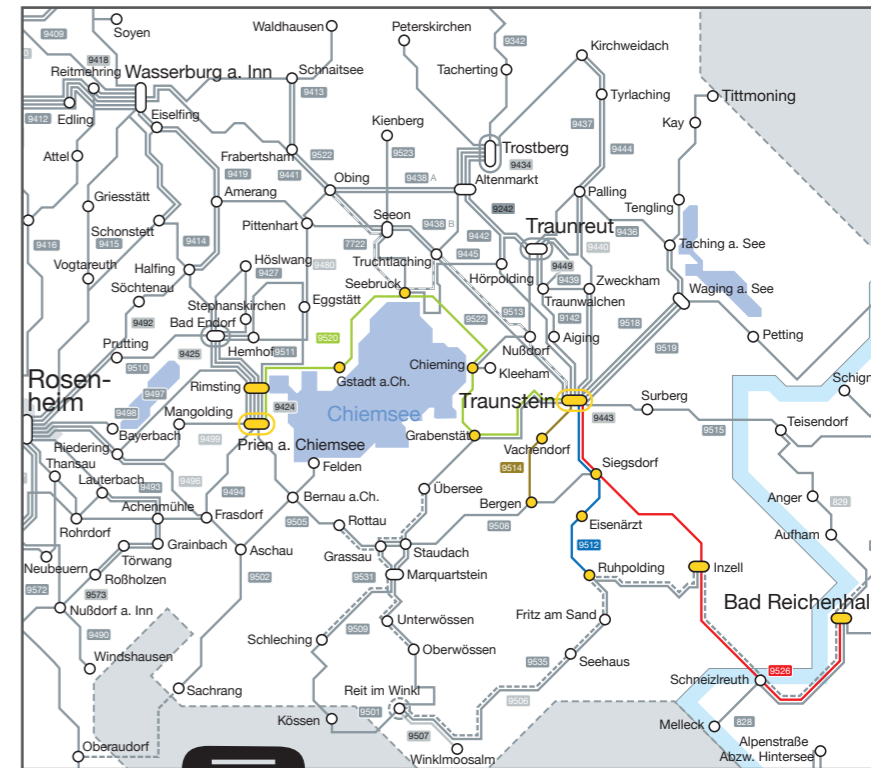 9409
Soyen
Waldhausen
Peterskirchen
9342
Kirchweidach
9418
Reitmehring
Wasserburg a. Inn
Schnaitsee
Tacherting
9413
Tyrlaching
Tittmoning
9412
Edling
Eiselfing
Kienberg
9437
Kay
Attel
Frabertsham
9522
9523
Trostberg
9434
9444
9419
9441
Obing
9438 A
Altenmarkt
Griesstätt
Amerang
Palling
Tengling
9242
Schonstett
Pittenhart
Seeon
9438 B
Traunreut
9436
9416
9415
9414
7722
9442
9440
Taching a. See
Vogtareuth
Halfing
Höslwang
9480
Truchtlaching
9445
9449
9427
Hörpolding
9439
Zweckham
Waging a. See
Söchtenau
Seebruck
Traunwalchen
Stephanskirchen
Eggstätt
9513
9492
Bad Endorf
9520
9522
9142
9518
Prutting
Hemhof
9511
Aiging
Petting
9425
Nußdorf
9519
9510
Chieming
Kleeham
Rosen-
heim
9497
Rimsting
Gstadt a.Ch.
Schign
9498
Mangolding
9424
Chiemsee
Traunstein
9443
Surberg
Bayerbach
9499
Prien a. Chiemsee
Grabenstät
Teisendorf
Riedering
Vachendorf
9515
Thansau
9496
Felden
9514
Siegsdorf
Lauterbach
9493
9494
Übersee
Achenmühle
Bernau a.Ch.
Bergen
Anger
829
Rohrdorf
Frasdorf
9505
Rottau
9508
Eisenärzt
Aufham
Grainbach
Aschau
Grassau
Staudach
9512
Neubeuern
Törwang
Roßholzen
9531
Marquartstein
Ruhpolding
Inzell
9572
9573
9502
Bad Reichenhal
Nußdorf a. Inn
Unterwössen
Fritz am Sand
9490
Schleching
9509
Oberwössen
9535
Seehaus
Windshausen
9526
Schneizlreuth
Sachrang
Reit im Winkl
9506
9501
Kössen
9507
Melleck
828
Oberaudorf
Winklmoosalm
Alpenstraße
Abzw. Hintersee